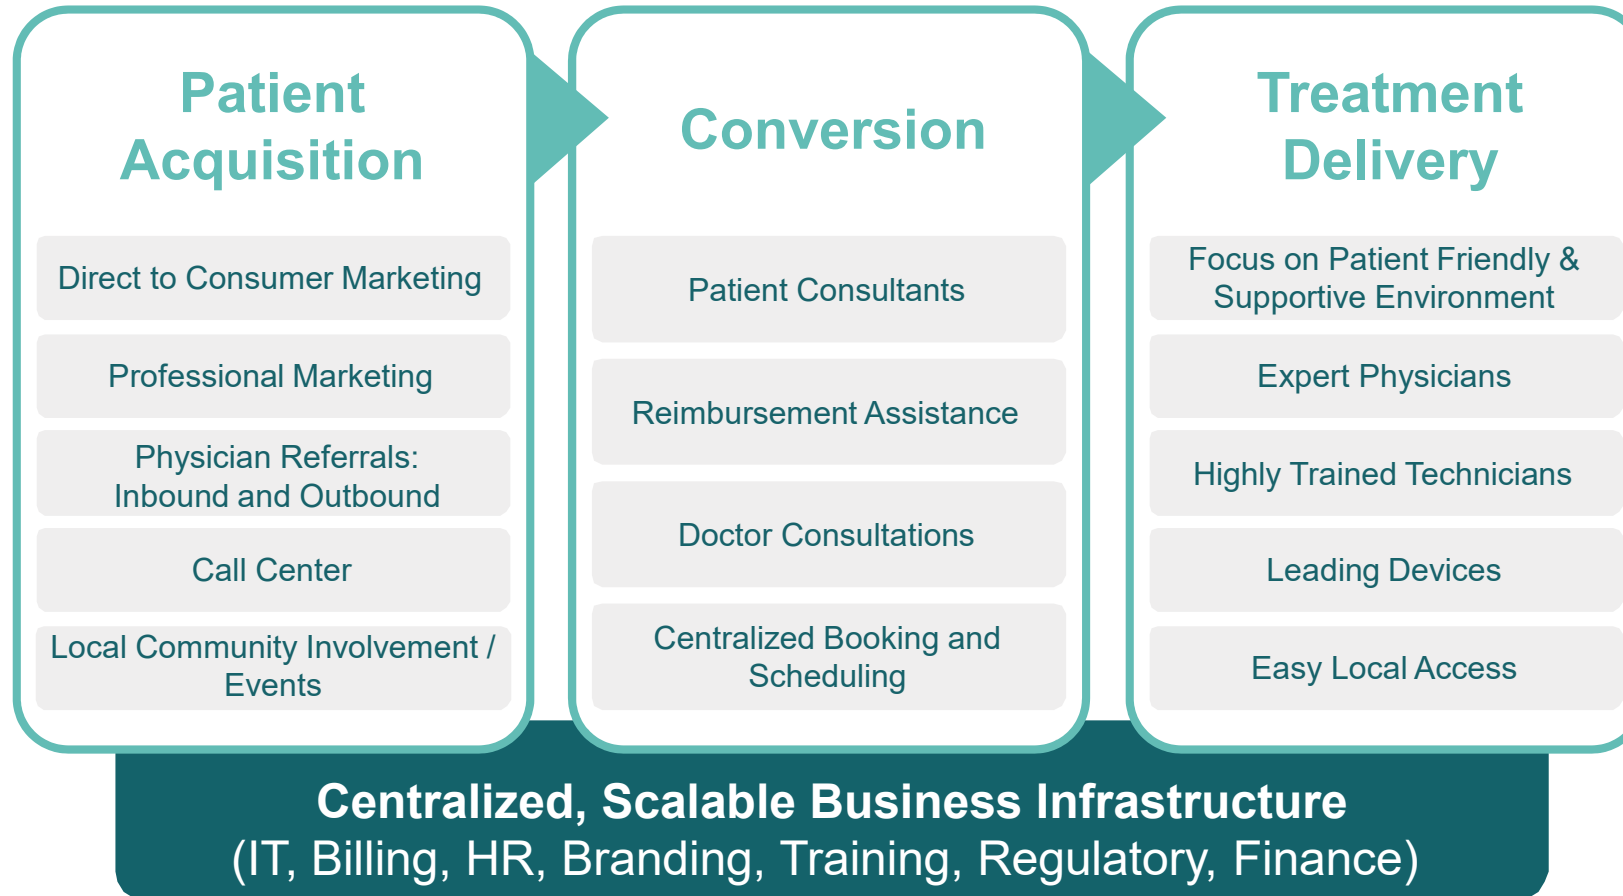 Patient
Acquisition
Direct to Consumer Marketing
Professional Marketing
Physician Referrals:
Inbound and Outbound
Call Center
Local Community Involvement /
Events
Conversion
Patient Consultants
Reimbursement Assistance
Doctor Consultations
Centralized Booking and
Scheduling
Treatment
Delivery
Focus on Patient Friendly &
Supportive Environment
Expert Physicians
Highly Trained Technicians
Leading Devices
Easy Local Access
Centralized, Scalable Business Infrastructure
(IT, Billing, HR, Branding, Training, Regulatory, Finance)